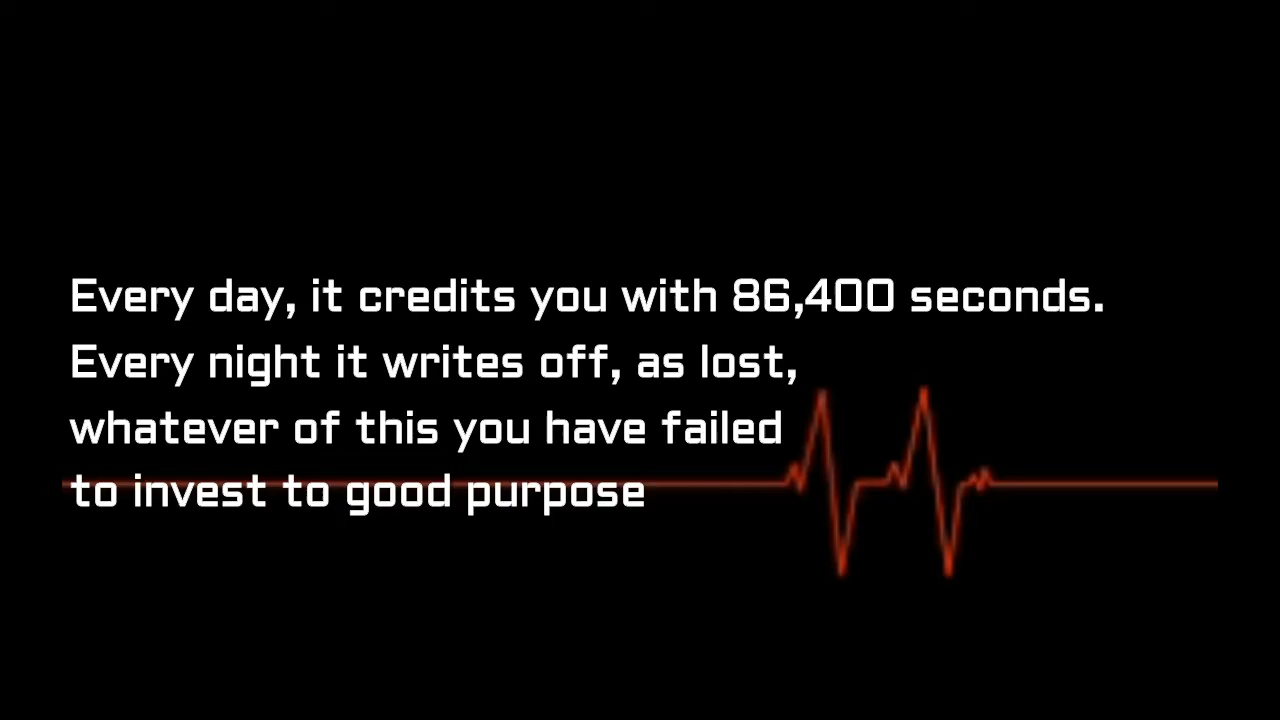 Every day, it credits you with 86,400 seconds.
Every night it writes off, as lost,
whatever of this you have failed
to invest to good purpose